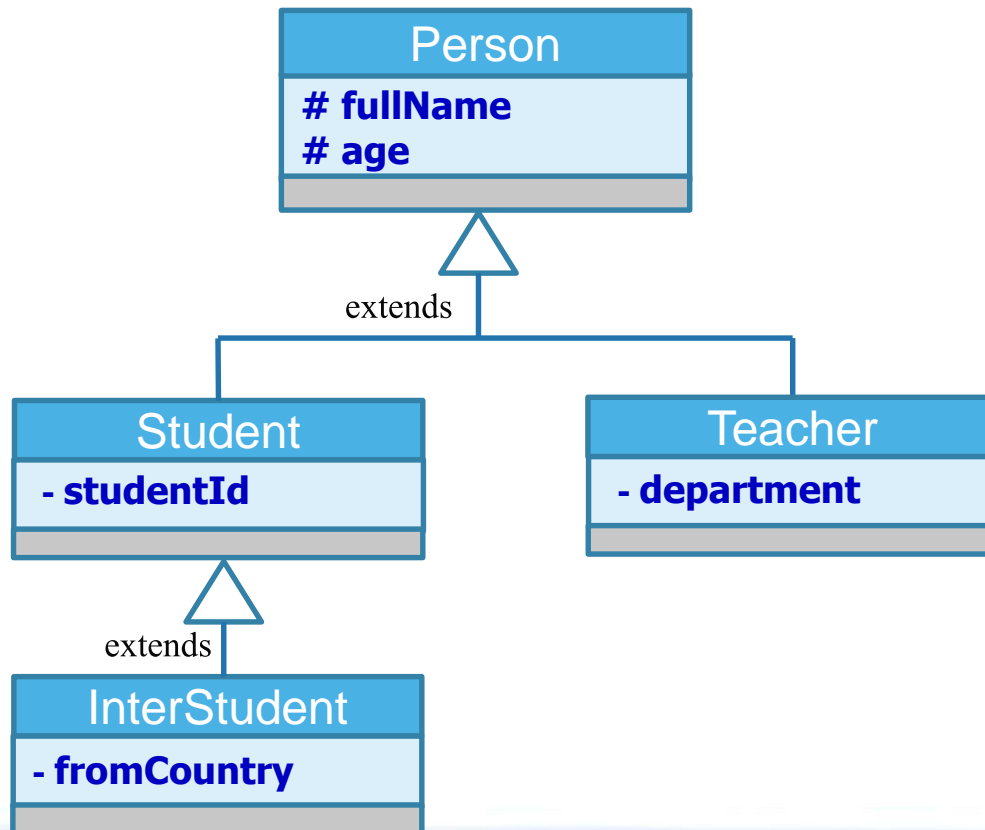 Person
# fullName
# age
extends
Student
- studentId
Teacher
- department
extends
InterStudent
- fromCountry